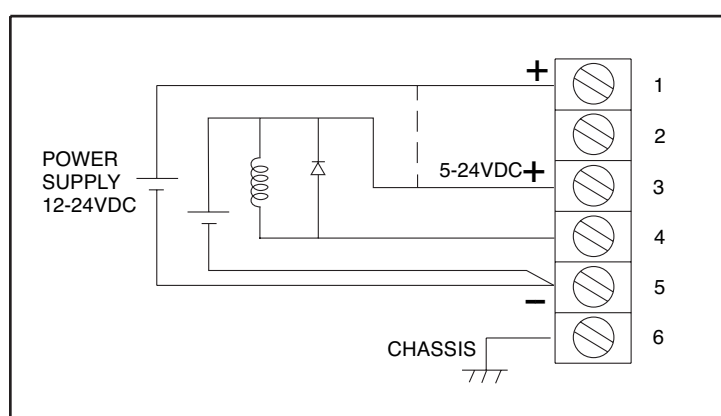 + 1
2
POWER
SUPPLY
12-24VDC
5-24VDC + 3
4
5
−
CHASSIS 6